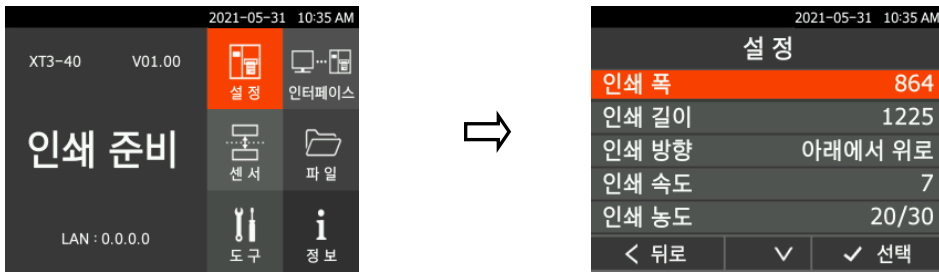 2021-05-31 10:35 AM
XT3-40 V01.00
인쇄 준비
LAN : 0.0.0.0
설 정
인터페이스
센 서
파 일
도 구
정 보
2021-05-31 10:35 AM
설 정
인쇄 폭 864
인쇄 길이 1225
인쇄 방향 아래에서 위로
인쇄 속도 7
인쇄 농도 20/30
< 뒤로 ∨ ✓ 선택